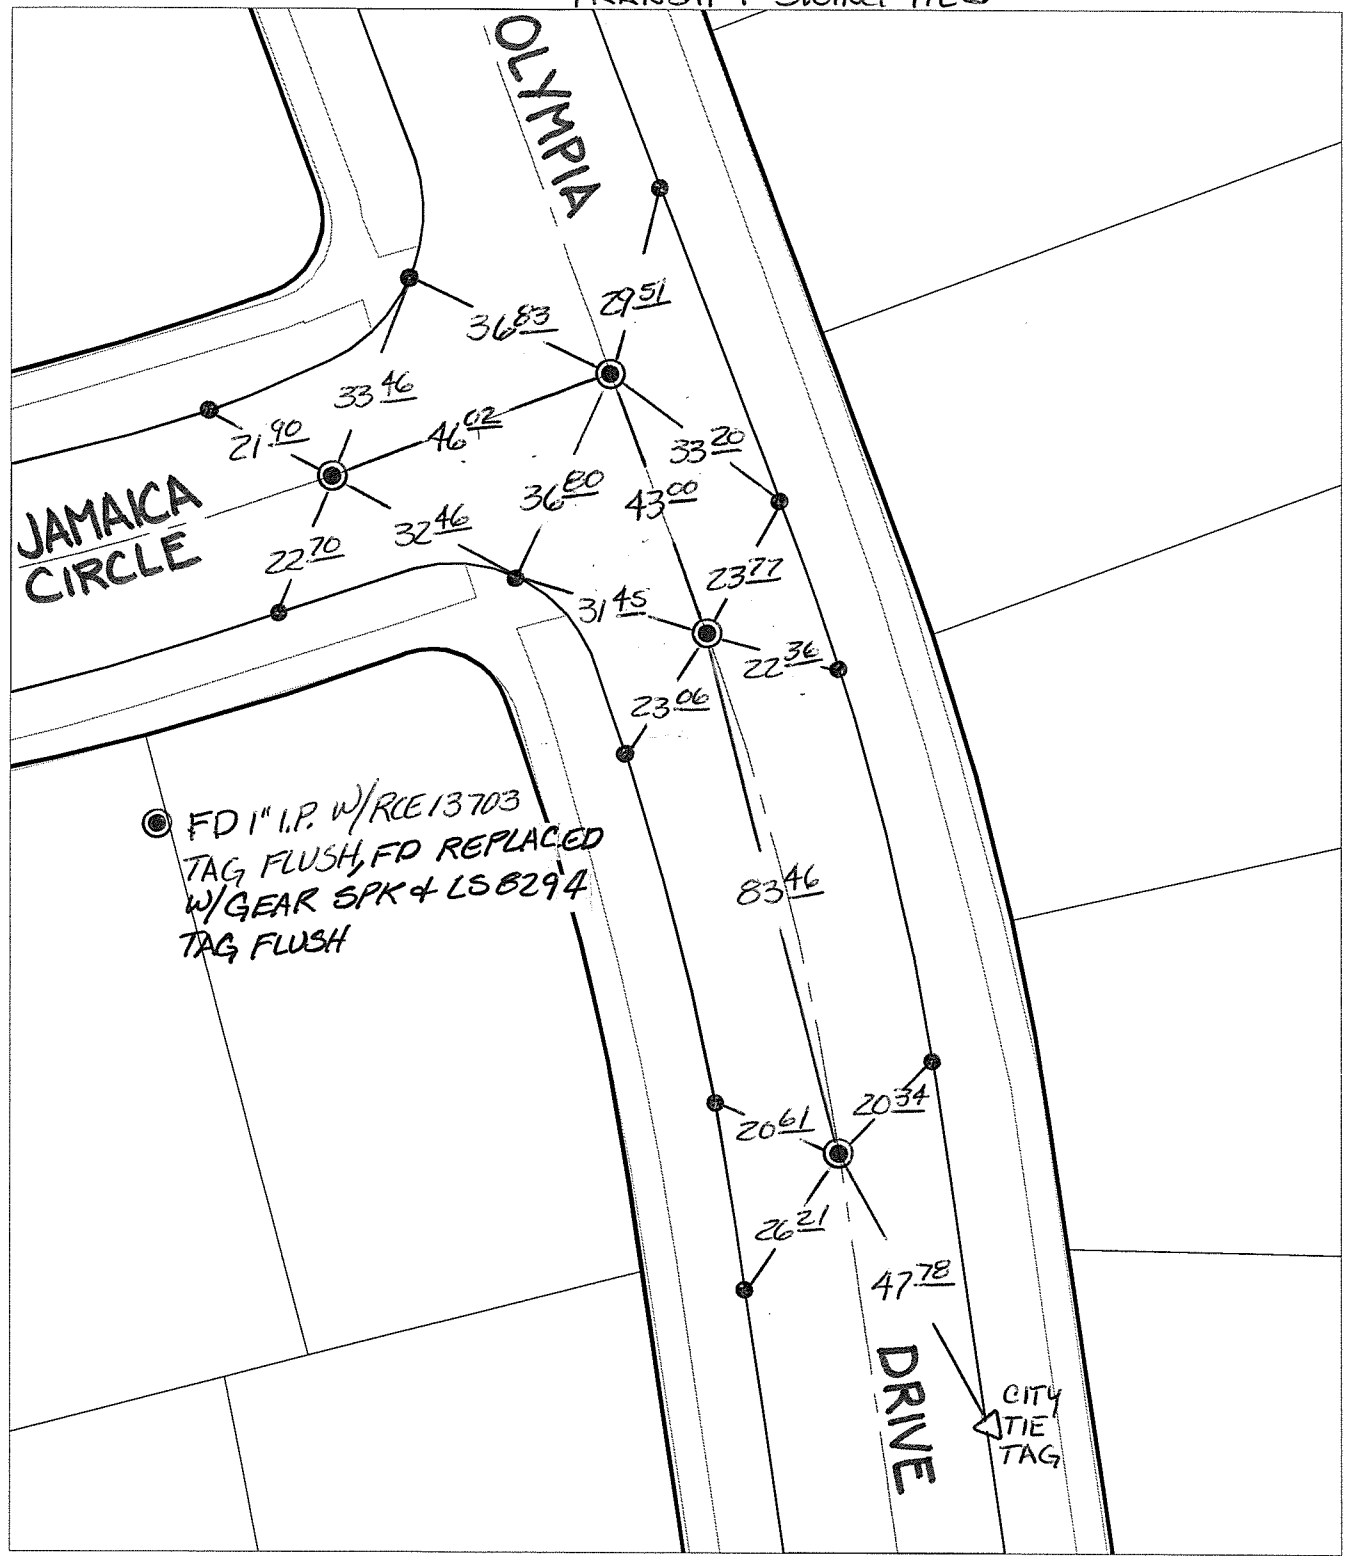 OLYMPIA
29 51
36 83
33 46
46 02
21 90
33 20
36 80
43 00
JAMAICA
CIRCLE
32 46
22 70
23 77
31 45
22 36
23 06
FD 1" I.P. W/RCE 13703
TAG FLUSH, FD REPLACED
W/GEAR SPK & LS 8294
TAG FLUSH
83 46
20 34
20 61
26 21
47 78
DRIVE
CITY
TIE
TAG